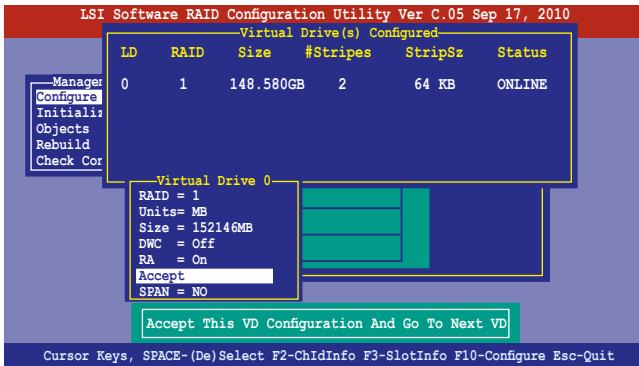 LSI Software RAID Configuration Utility Ver C.05 Sep 17, 2010
Virtual Drive(s) Configured
LD RAID Size #Stripes StripSz Status
0 1 148.580GB 2 64 KB ONLINE
Manager
Configure
Initializ
Objects
Rebuild
Check Con
Virtual Drive 0
RAID = 1
Units= MB
Size = 152146MB
DWC = Off
RA = On
Accept
SPAN = NO
Accept This VD Configuration And Go To Next VD
Cursor Keys, SPACE-(De)Select F2-ChIdInfo F3-SlotInfo F10-Configure Esc-Quit